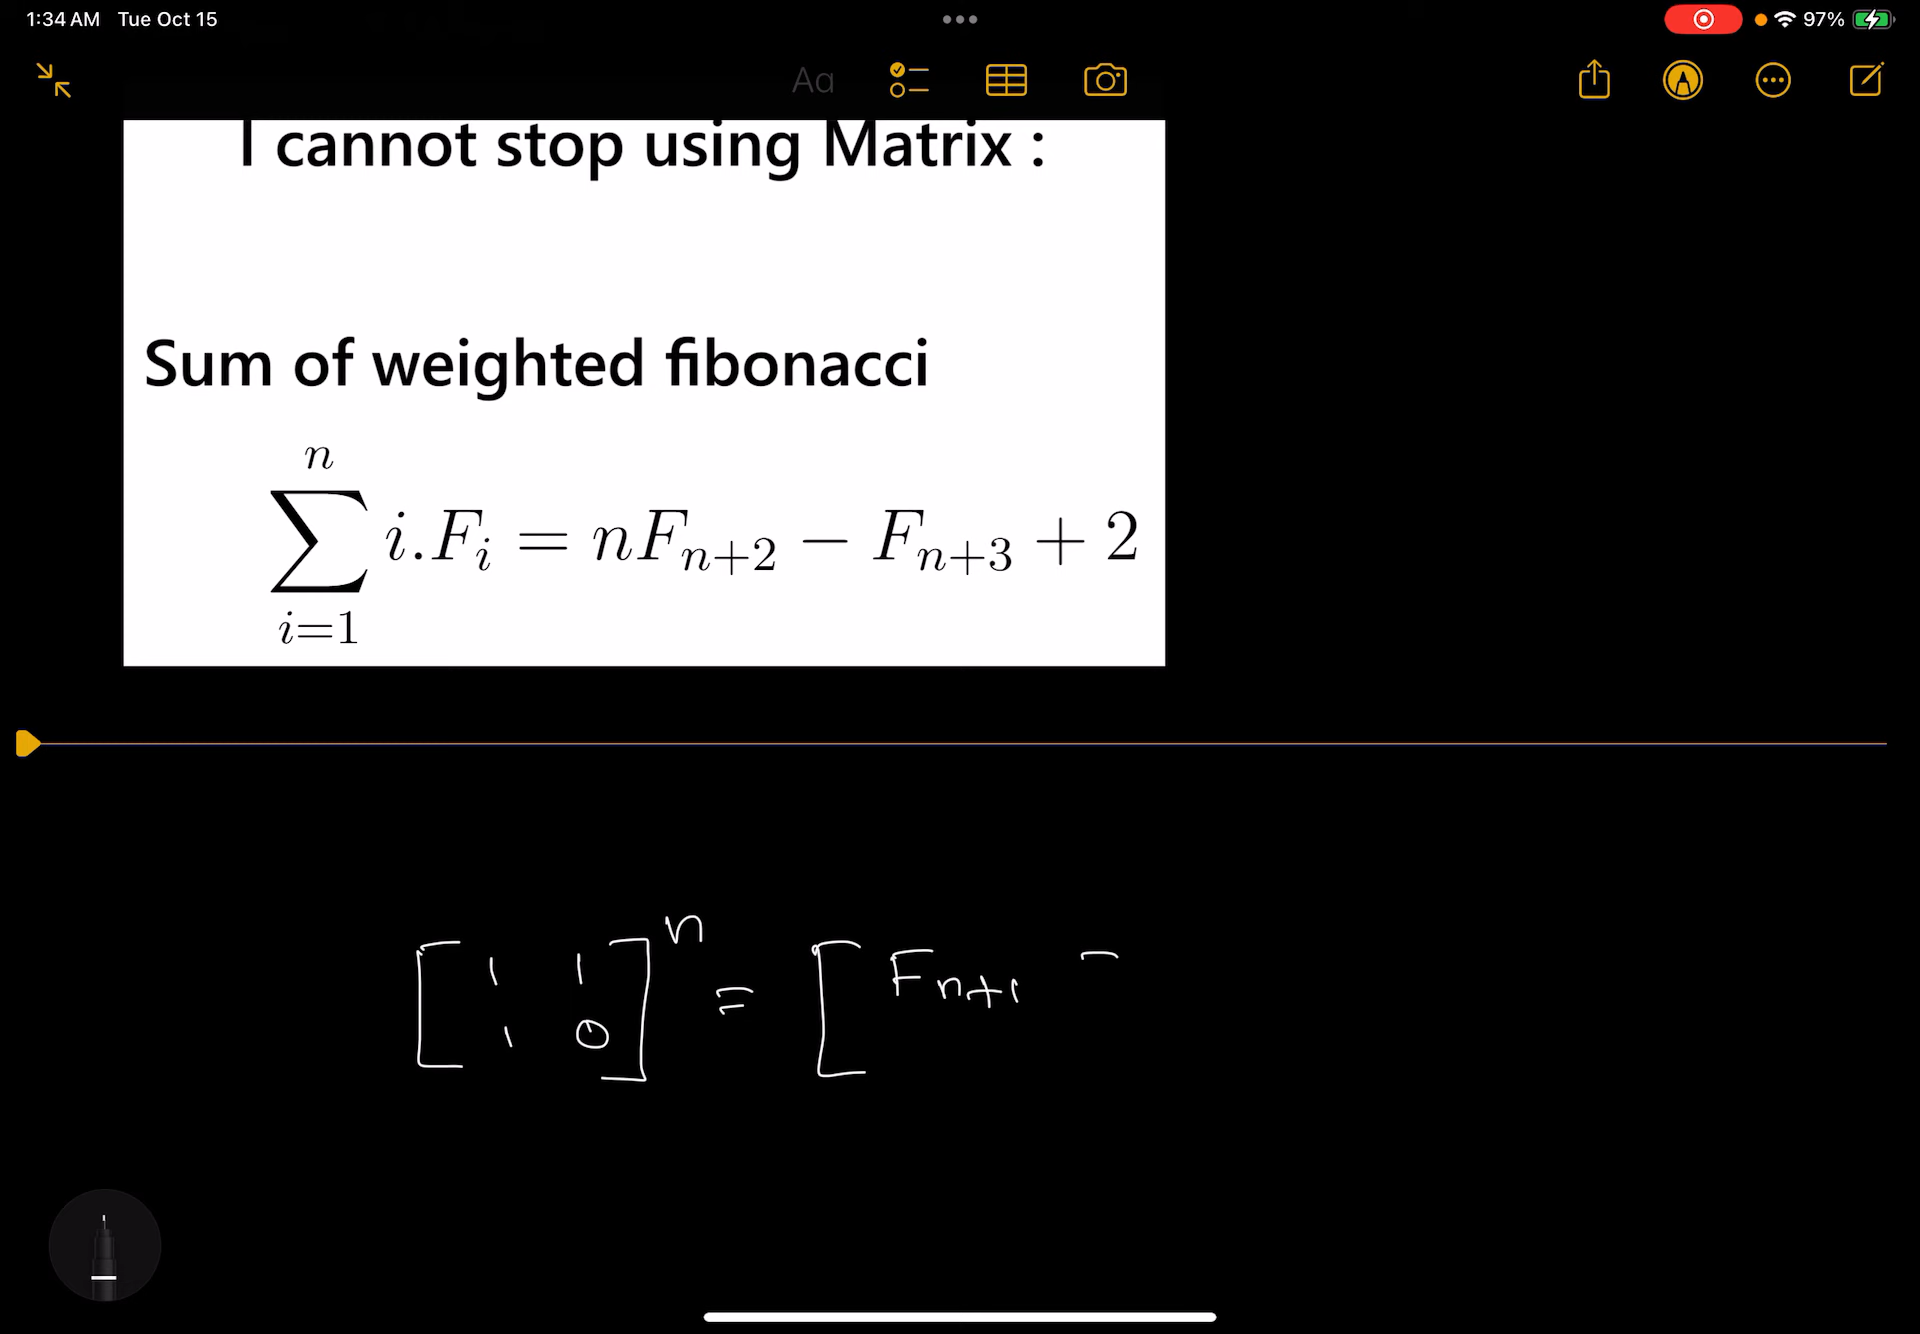 1:34 AM Tue Oct 15
97%
Aa
I cannot stop using Matrix :
Sum of weighted fibonacci
\sum_{i=1}^{n} i.F_i = nF_{n+2} - F_{n+3} + 2
[1 1
1 0]^n = [F_{n+1}